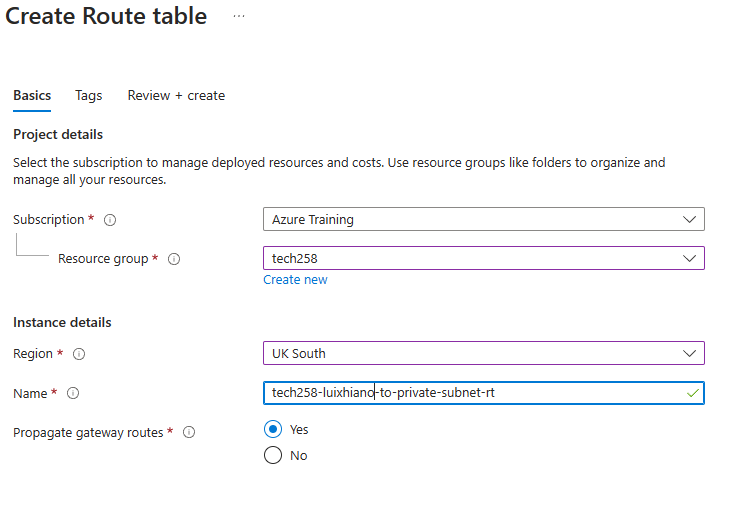 Create Route table ...
Basics Tags Review + create
Project details
Select the subscription to manage deployed resources and costs. Use resource groups like folders to organize and
manage all your resources.
Subscription * Azure Training
Resource group * tech258
Create new
Instance details
Region * UK South
Name * tech258-luixhiano-to-private-subnet-rt
Propagate gateway routes * Yes
No